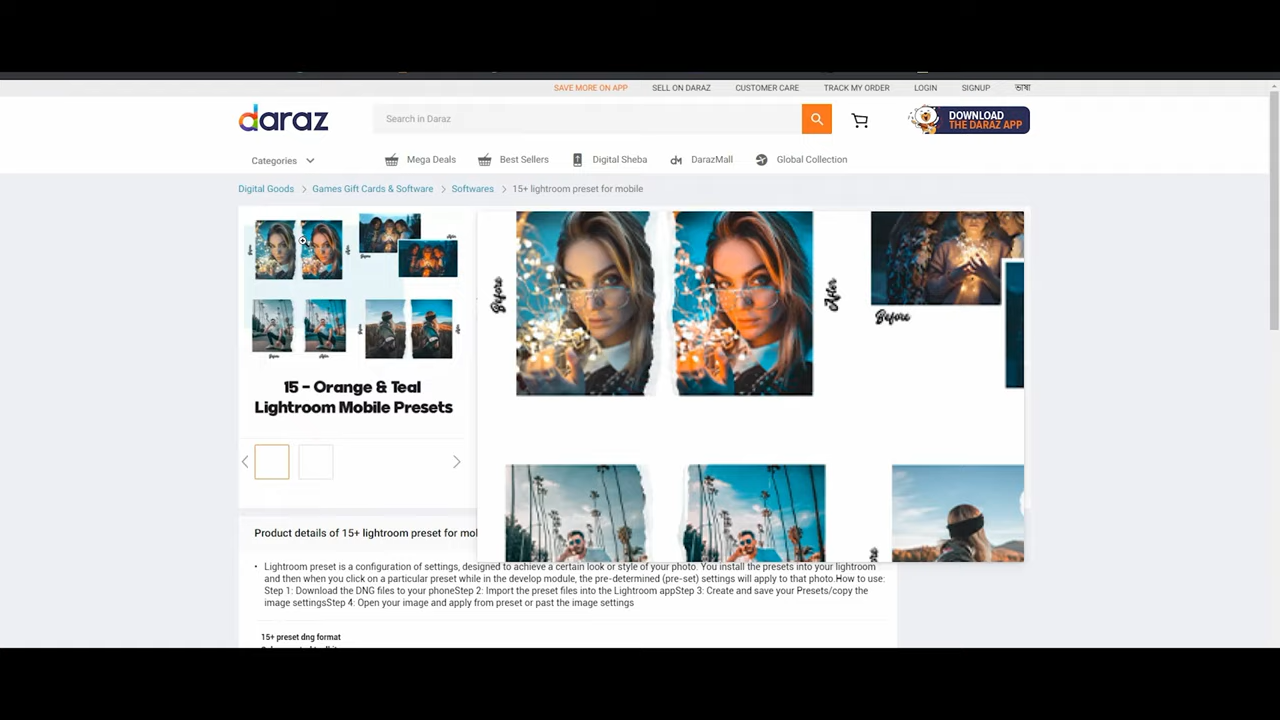 SAVE MORE ON APP SELL ON DARAZ CUSTOMER CARE TRACK MY ORDER LOGIN SIGNUP ভাষা
daraz
Search in Daraz
DOWNLOAD
THE DARAZ APP
Categories
Mega Deals Best Sellers Digital Sheba DarazMall Global Collection
Digital Goods > Games Gift Cards & Software > Softwares > 15+ lightroom preset for mobile
Before
After
Before
15 - Orange & Teal
Lightroom Mobile Presets
Product details of 15+ lightroom preset for mo
• Lightroom preset is a configuration of settings, designed to achieve a certain look or style of your photo. You install the presets into your lightroom
and then when you click on a particular preset while in the develop module, the pre-determined (pre-set) settings will apply to that photo.How to use:
Step 1: Download the DNG files to your phoneStep 2: Import the preset files into the Lightroom appStep 3: Create and save your Presets/copy the
image settingsStep 4: Open your image and apply from preset or past the image settings
15+ preset dng format